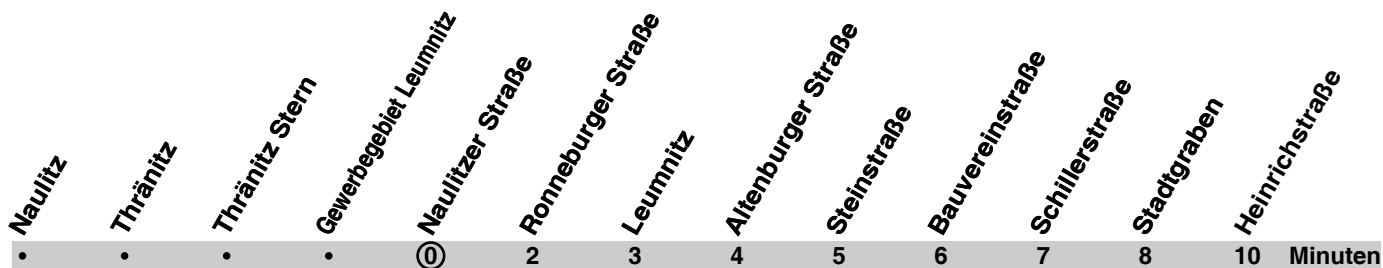 Naulitz
Thränitz
Thränitz Stern
Gewerbegebiet Leumnitz
Naulitzer Straße
Ronneburger Straße
Leumnitz
Altenburger Straße
Steinstraße
Bauvereinstraße
Schillerstraße
Stadtgraben
Heinrichstraße
• • • • 0 2 3 4 5 6 7 8 10 Minuten